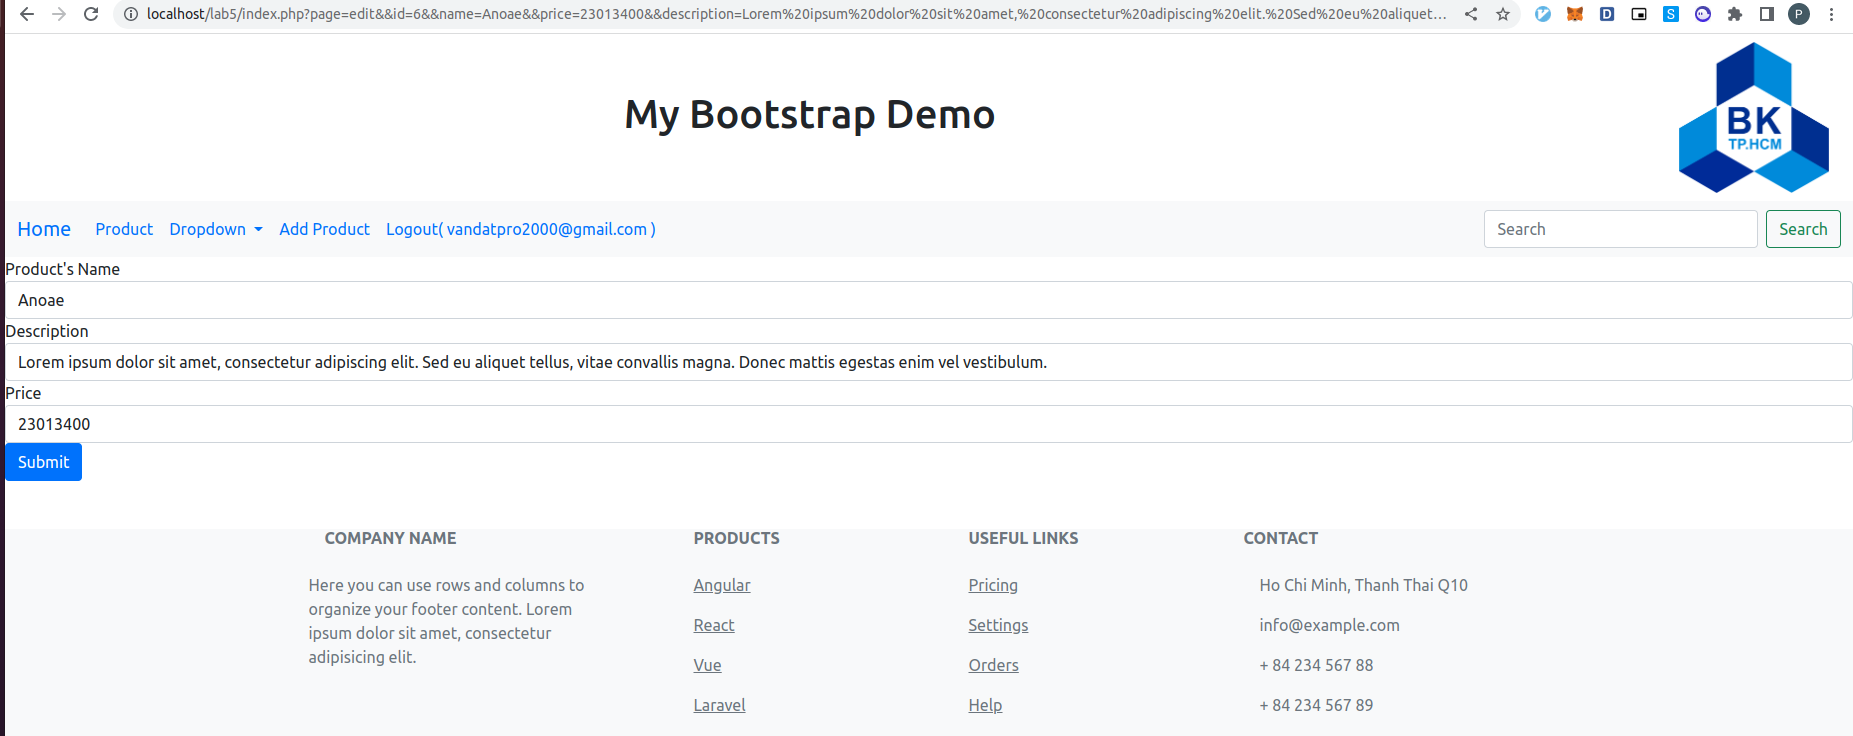 localhost/lab5/index.php?page=edit&&id=6&&name=Anoae&&price=23013400&&description=Lorem%20ipsum%20dolor%20sit%20amet,%20consectetur%20adipiscing%20elit.%20Sed%20eu%20aliquet...
P
My Bootstrap Demo
BK
TP.HCM
Home Product Dropdown Add Product Logout( vandatpro2000@gmail.com ) Search Search
Product's Name
Anoae
Description
Lorem ipsum dolor sit amet, consectetur adipiscing elit. Sed eu aliquet tellus, vitae convallis magna. Donec mattis egestas enim vel vestibulum.
Price
23013400
Submit
COMPANY NAME
Here you can use rows and columns to
organize your footer content. Lorem
ipsum dolor sit amet, consectetur
adipisicing elit.
PRODUCTS
Angular
React
Vue
Laravel
USEFUL LINKS
Pricing
Settings
Orders
Help
CONTACT
Ho Chi Minh, Thanh Thai Q10
info@example.com
+ 84 234 567 88
+ 84 234 567 89